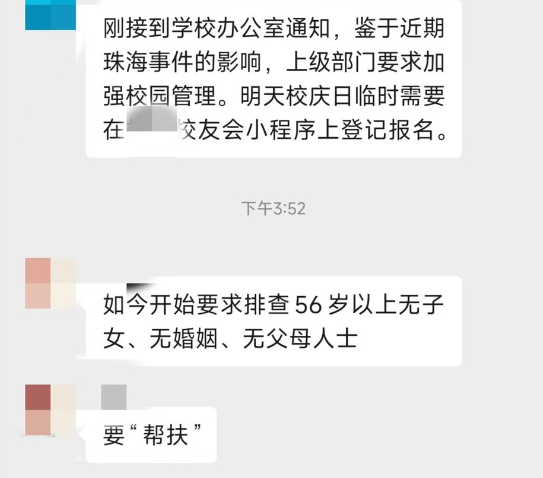 刚接到学校办公室通知，鉴于近期
珠海事件的影响，上级部门要求加
强校园管理。明天校庆日临时需要
在校友会小程序上登记报名。
下午3:52
如今开始要求排查56岁以上无子
女、无婚姻、无父母人士
要“帮扶”